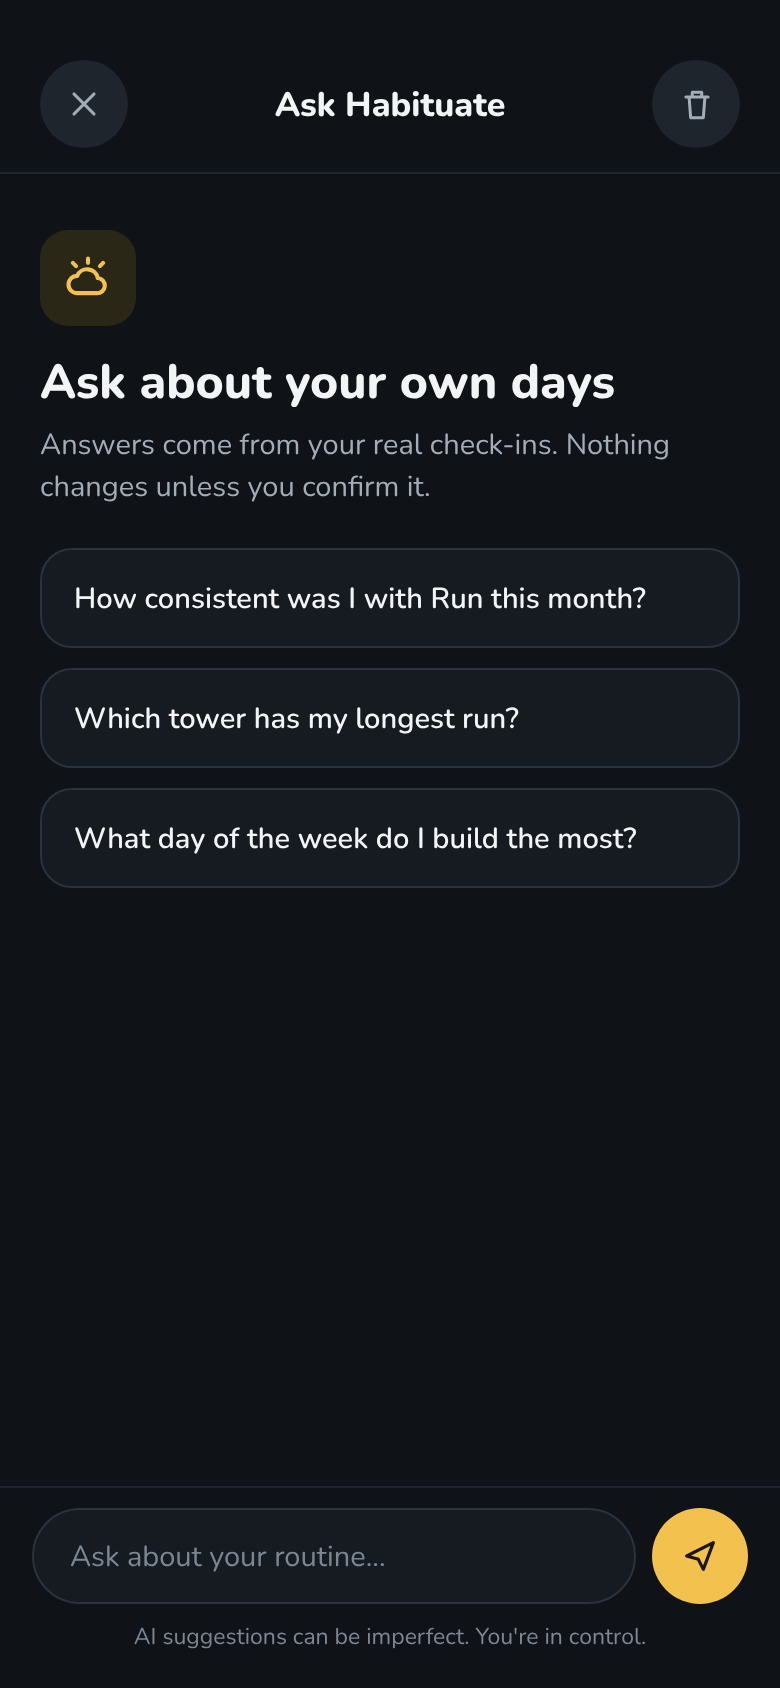 Ask Habituate
Ask about your own days
Answers come from your real check-ins. Nothing
changes unless you confirm it.
How consistent was I with Run this month?
Which tower has my longest run?
What day of the week do I build the most?
Ask about your routine...
AI suggestions can be imperfect. You're in control.